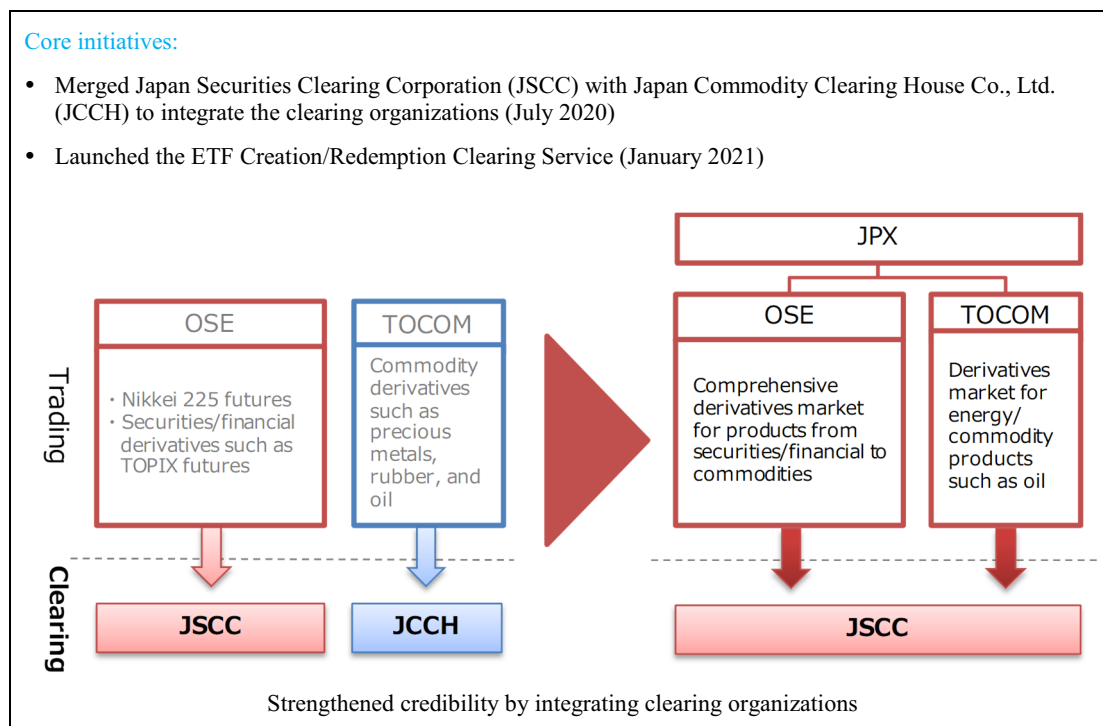 Core initiatives:
• Merged Japan Securities Clearing Corporation (JSCC) with Japan Commodity Clearing House Co., Ltd.
(JCCH) to integrate the clearing organizations (July 2020)
• Launched the ETF Creation/Redemption Clearing Service (January 2021)
JPX
Trading
OSE
・Nikkei 225 futures
・Securities/financial
derivatives such as
TOPIX futures
TOCOM
Commodity
derivatives
such as
precious
metals,
rubber, and
oil
OSE
Comprehensive
derivatives market
for products from
securities/financial to
commodities
TOCOM
Derivatives
market for
energy/
commodity
products
such as oil
Clearing
JSCC
JCCH
JSCC
Strengthened credibility by integrating clearing organizations